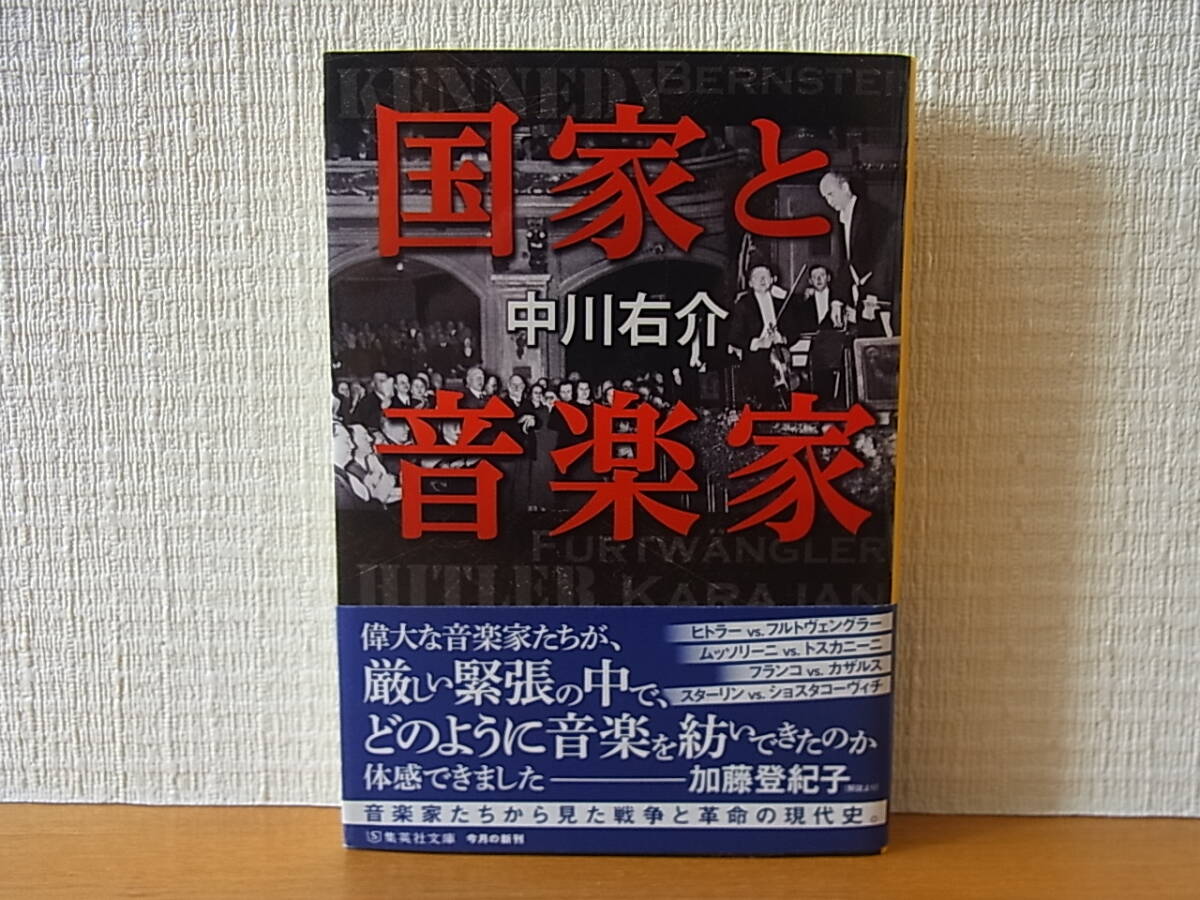 KENNEDY
BERNSTEI
国家と
中川右介
音楽家
FURTWÄNGLER
HITLER
KARAJAN
偉大な音楽家たちが、
厳しい緊張の中で、
どのように音楽を紡いできたのか
体感できました――加藤登紀子(解説より)
ヒトラー vs. フルトヴェングラー
ムッソリーニ vs. トスカニーニ
フランコ vs. カザルス
スターリン vs. ショスタコーヴィチ
音楽家たちから見た戦争と革命の現代史。
S 集英社文庫 今月の新刊